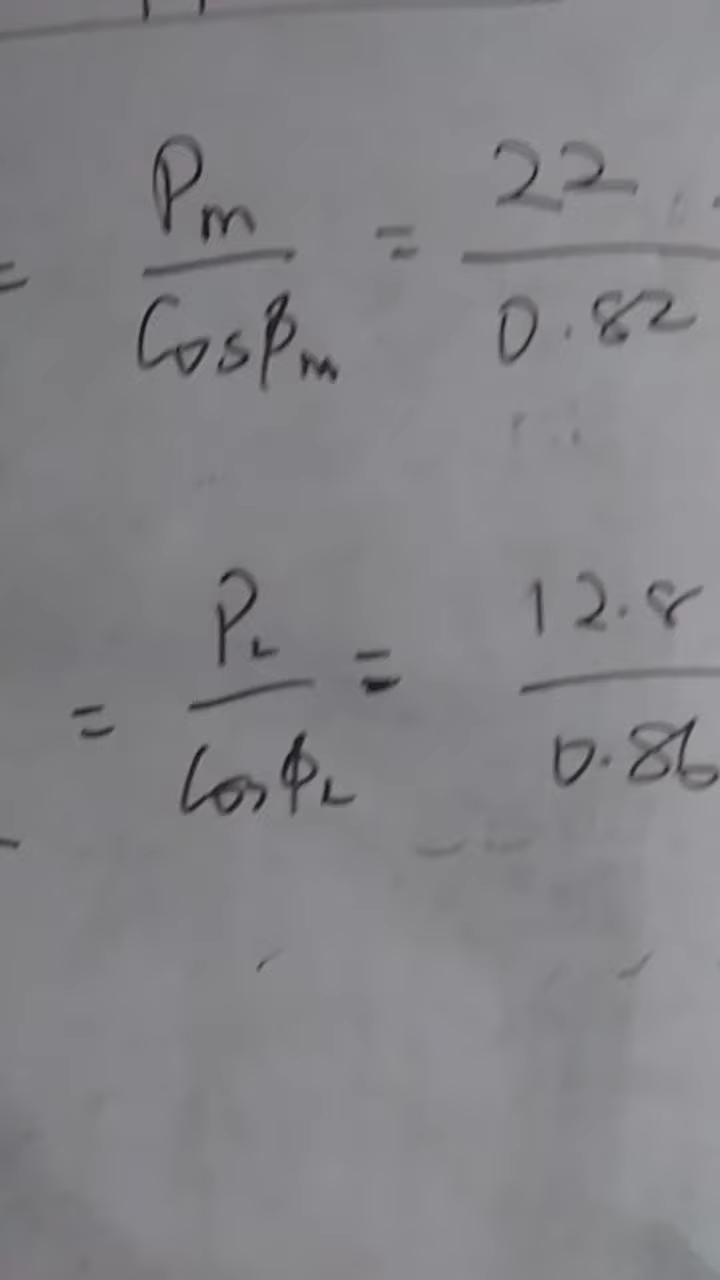 = Pm / Cosϕm = 22 / 0.82
= PL / CosϕL = 12.8 / 0.86